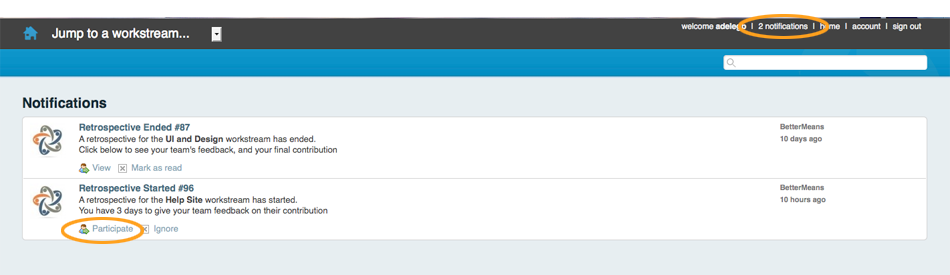 Jump to a workstream...
welcome adelegb | 2 notifications | home | account | sign out
Notifications
Retrospective Ended #87
BetterMeans
A retrospective for the UI and Design workstream has ended.
10 days ago
Click below to see your team's feedback, and your final contribution
View Mark as read
Retrospective Started #96
BetterMeans
A retrospective for the Help Site workstream has started.
10 hours ago
You have 3 days to give your team feedback on their contribution
Participate Ignore